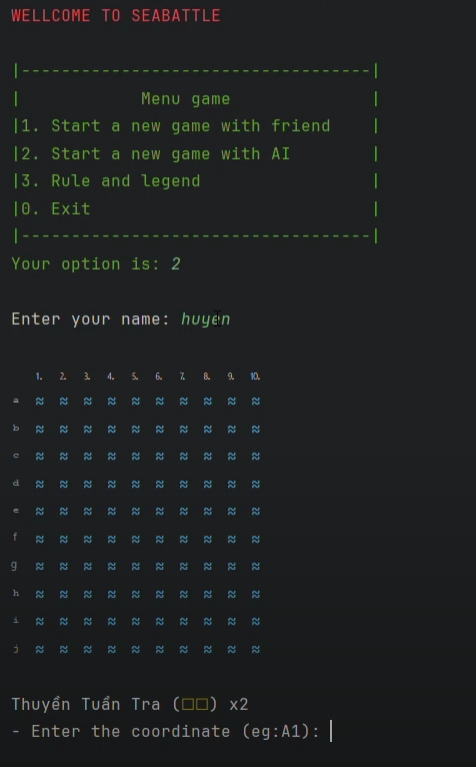 WELLCOME TO SEABATTLE
|-----------------------------------|
| Menu game |
|1. Start a new game with friend |
|2. Start a new game with AI |
|3. Rule and legend |
|0. Exit |
|-----------------------------------|
Your option is: 2
Enter your name: huyền
1. 2. 3. 4. 5. 6. 7. 8. 9. 10.
a ≈ ≈ ≈ ≈ ≈ ≈ ≈ ≈ ≈ ≈
b ≈ ≈ ≈ ≈ ≈ ≈ ≈ ≈ ≈ ≈
c ≈ ≈ ≈ ≈ ≈ ≈ ≈ ≈ ≈ ≈
d ≈ ≈ ≈ ≈ ≈ ≈ ≈ ≈ ≈ ≈
e ≈ ≈ ≈ ≈ ≈ ≈ ≈ ≈ ≈ ≈
f ≈ ≈ ≈ ≈ ≈ ≈ ≈ ≈ ≈ ≈
g ≈ ≈ ≈ ≈ ≈ ≈ ≈ ≈ ≈ ≈
h ≈ ≈ ≈ ≈ ≈ ≈ ≈ ≈ ≈ ≈
i ≈ ≈ ≈ ≈ ≈ ≈ ≈ ≈ ≈ ≈
j ≈ ≈ ≈ ≈ ≈ ≈ ≈ ≈ ≈ ≈
Thuyền Tuần Tra (□□) x2
- Enter the coordinate (eg:A1):